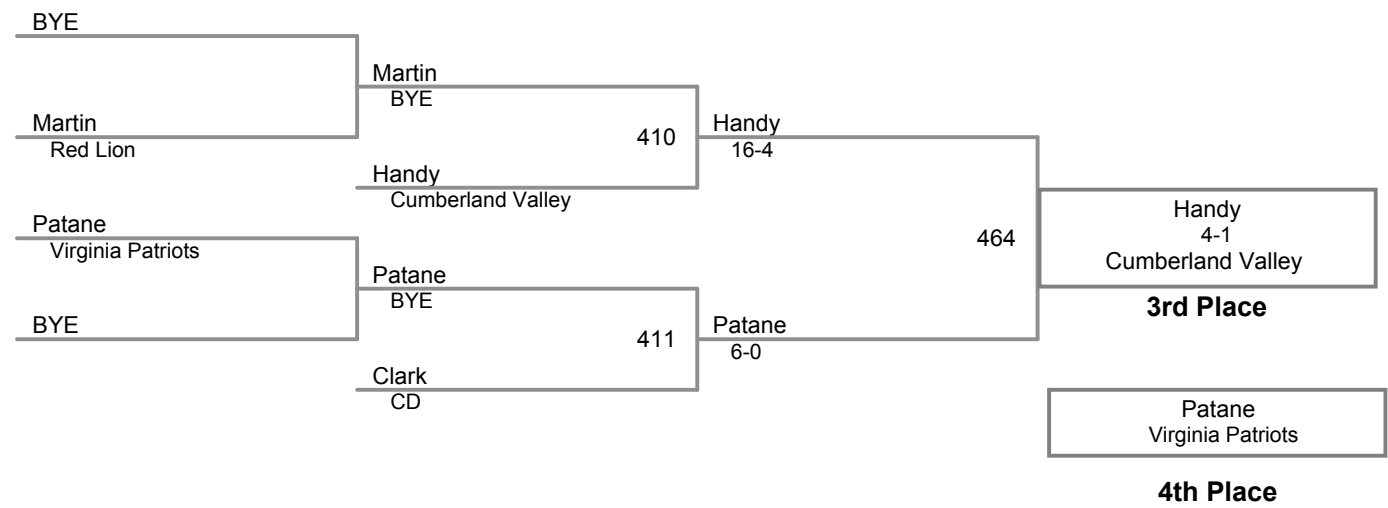 BYE
Martin
BYE
Martin
Red Lion
410
Handy
16-4
Handy
Cumberland Valley
Patane
Virginia Patriots
464
Handy
4-1
Cumberland Valley
3rd Place
Patane
BYE
BYE
411
Patane
6-0
Clark
CD
Patane
Virginia Patriots
4th Place